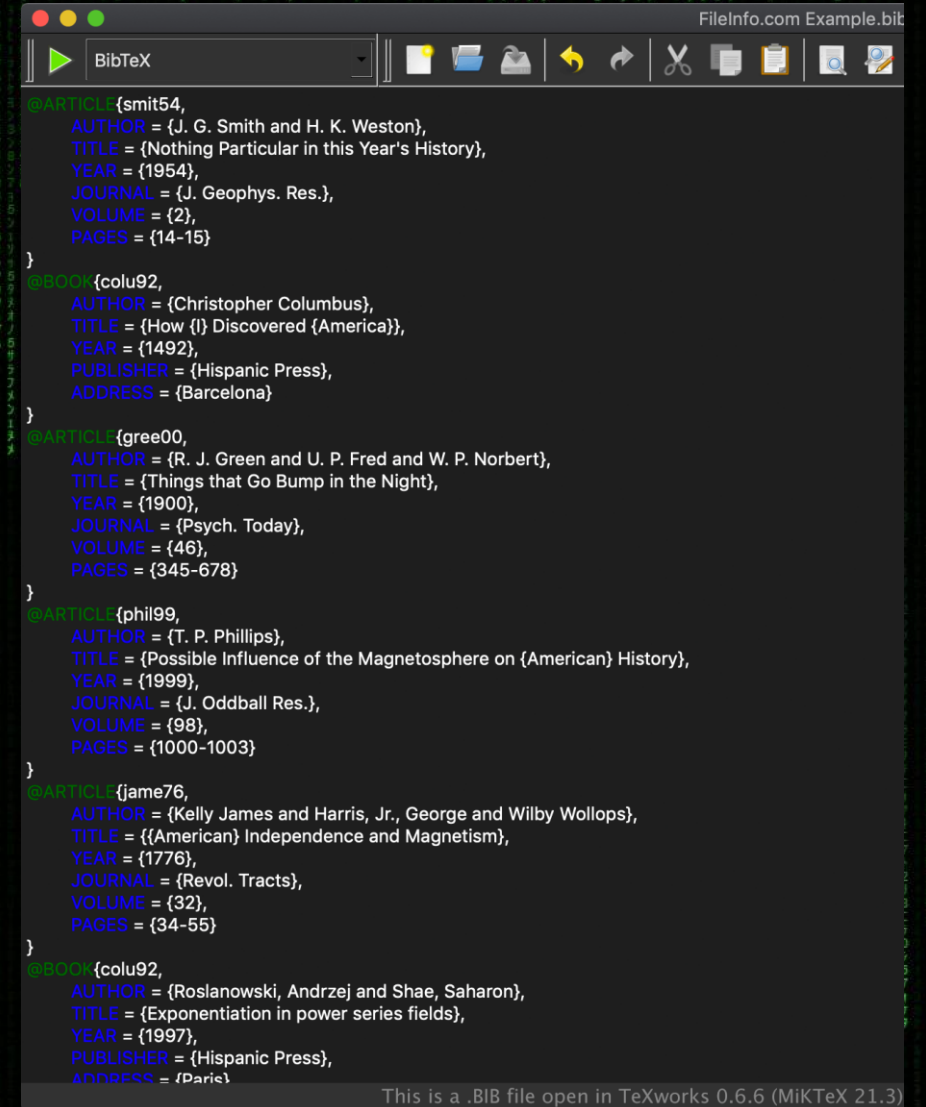 FileInfo.com Example.bib
BibTeX
@ARTICLE{smit54,
AUTHOR = {J. G. Smith and H. K. Weston},
TITLE = {Nothing Particular in this Year's History},
YEAR = {1954},
JOURNAL = {J. Geophys. Res.},
VOLUME = {2},
PAGES = {14-15}
}
@BOOK{colu92,
AUTHOR = {Christopher Columbus},
TITLE = {How {I} Discovered {America}},
YEAR = {1492},
PUBLISHER = {Hispanic Press},
ADDRESS = {Barcelona}
}
@ARTICLE{gree00,
AUTHOR = {R. J. Green and U. P. Fred and W. P. Norbert},
TITLE = {Things that Go Bump in the Night},
YEAR = {1900},
JOURNAL = {Psych. Today},
VOLUME = {46},
PAGES = {345-678}
}
@ARTICLE{phil99,
AUTHOR = {T. P. Phillips},
TITLE = {Possible Influence of the Magnetosphere on {American} History},
YEAR = {1999},
JOURNAL = {J. Oddball Res.},
VOLUME = {98},
PAGES = {1000-1003}
}
@ARTICLE{jame76,
AUTHOR = {Kelly James and Harris, Jr., George and Wilby Wollops},
TITLE = {{American} Independence and Magnetism},
YEAR = {1776},
JOURNAL = {Revol. Tracts},
VOLUME = {32},
PAGES = {34-55}
}
@BOOK{colu92,
AUTHOR = {Roslanowski, Andrzej and Shae, Saharon},
TITLE = {Exponentiation in power series fields},
YEAR = {1997},
PUBLISHER = {Hispanic Press},
ADDRESS = {Paris}
This is a .BIB file open in TeXworks 0.6.6 (MiKTeX 21.3)